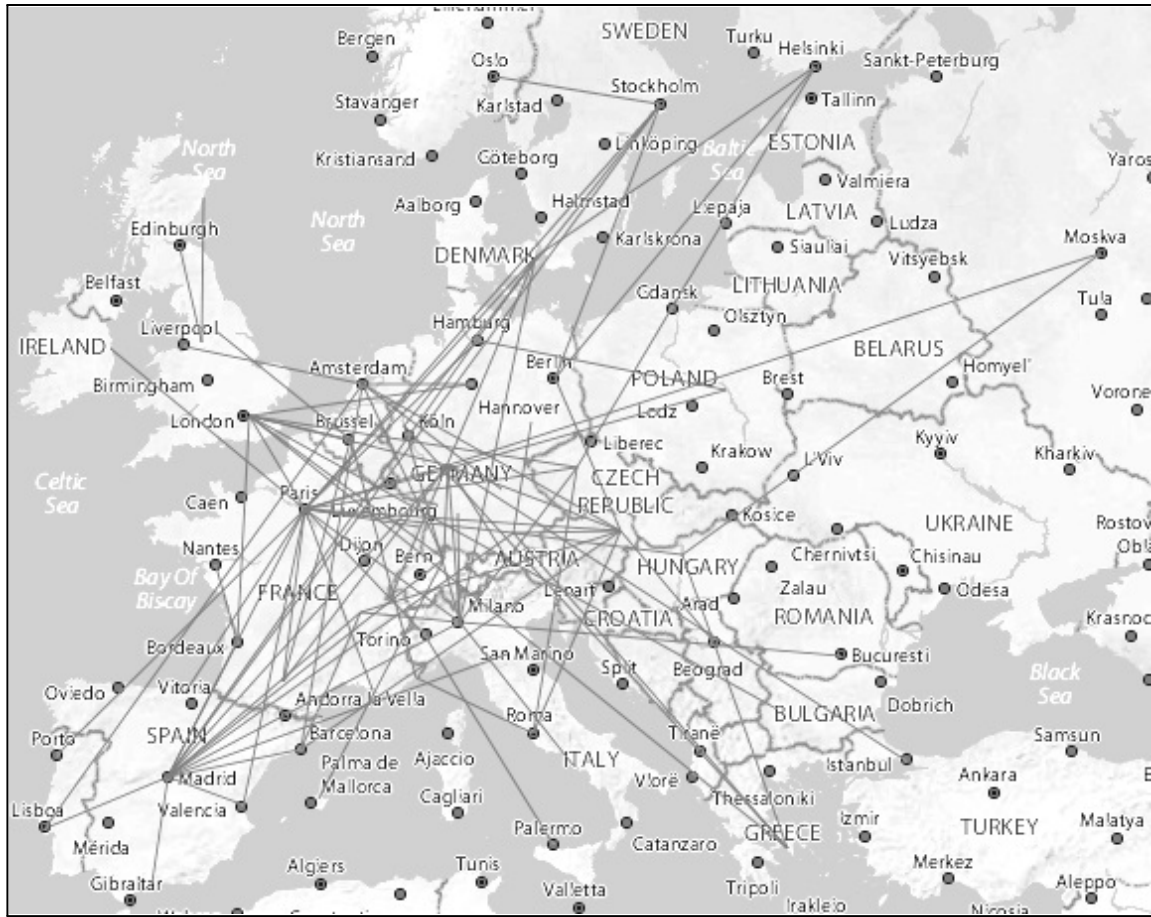 SWEDEN
Bergen
Turku
Helsinki
Oslo
Sankt-Peterburg
Stockholm
Stavanger
Karlstad
Tallinn
North
Sea
Linköping
Baltic
Sea
ESTONIA
Kristiansand
Göteborg
Yaros
Valmiera
Aalborg
Halmstad
Liepaja
LATVIA
Ludza
North
Sea
Edinburgh
Karlskrona
Siauliai
Moskva
DENMARK
Vitsyebsk
Belfast
Gdansk
LITHUANIA
Tula
Liverpool
Hamburg
Olsztyn
IRELAND
BELARUS
Amsterdam
Berlin
Homyel'
Birmingham
POLAND
Brest
Vorone
London
Brussel
Köln
Hannover
Lodz
Liberec
Kyyiv
Kharkiv
Celtic
Sea
Paris
GERMANY
CZECH
REPUBLIC
Krakow
L'Viv
Caen
Luxembourg
Kosice
UKRAINE
Rostov
Nantes
Dijon
Bern
AUSTRIA
HUNGARY
Chernivtsi
Chisinau
Obla
Bay Of
Biscay
FRANCE
Lenart
Zalau
Odesa
Milano
CROATIA
Arad
ROMANIA
Krasnoc
Bordeaux
Torino
San Marino
Split
Beograd
Bucuresti
Black
Sea
Oviedo
Vitoria
Andorra la Vella
Dobrich
Porto
SPAIN
Barcelona
Roma
BULGARIA
Tiranë
Samsun
Madrid
Palma de
Mallorca
Ajaccio
ITALY
Istanbul
Ankara
Lisboa
Valencia
Cagliari
Vlorë
Thessaloniki
Mérida
Palermo
Catanzaro
GREECE
Izmir
TURKEY
Malatya
Gibraltar
Algiers
Tunis
Tripoli
Merkez
Aleppo
Valletta
Irakleio
Nicosia